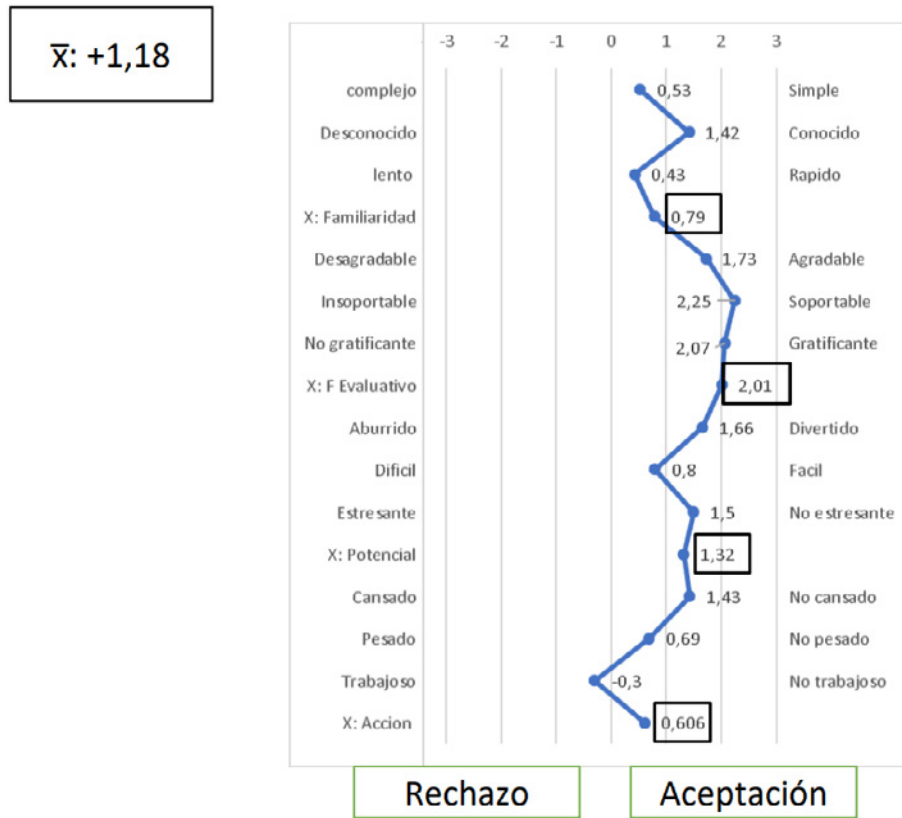 x̅: +1,18
-3 -2 -1 0 1 2 3
complejo 0,53 Simple
Desconocido 1,42 Conocido
lento 0,43 Rapido
X: Familiaridad 0,79
Desagradable 1,73 Agradable
Insoportable 2,25 Soportable
No gratificante 2,07 Gratificante
X: F Evaluativo 2,01
Aburrido 1,66 Divertido
Dificil 0,8 Facil
Estresante 1,5 No estresante
X: Potencial 1,32
Cansado 1,43 No cansado
Pesado 0,69 No pesado
Trabajoso -0,3 No trabajoso
X: Accion 0,606
Rechazo Aceptación